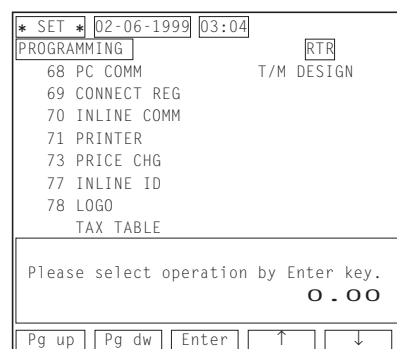 * SET * 02-06-1999 03:04
PROGRAMMING RTR
68 PC COMM T/M DESIGN
69 CONNECT REG
70 INLINE COMM
71 PRINTER
73 PRICE CHG
77 INLINE ID
78 LOGO
TAX TABLE
Please select operation by Enter key.
0.00
Pg up Pg dw Enter ↑ ↓